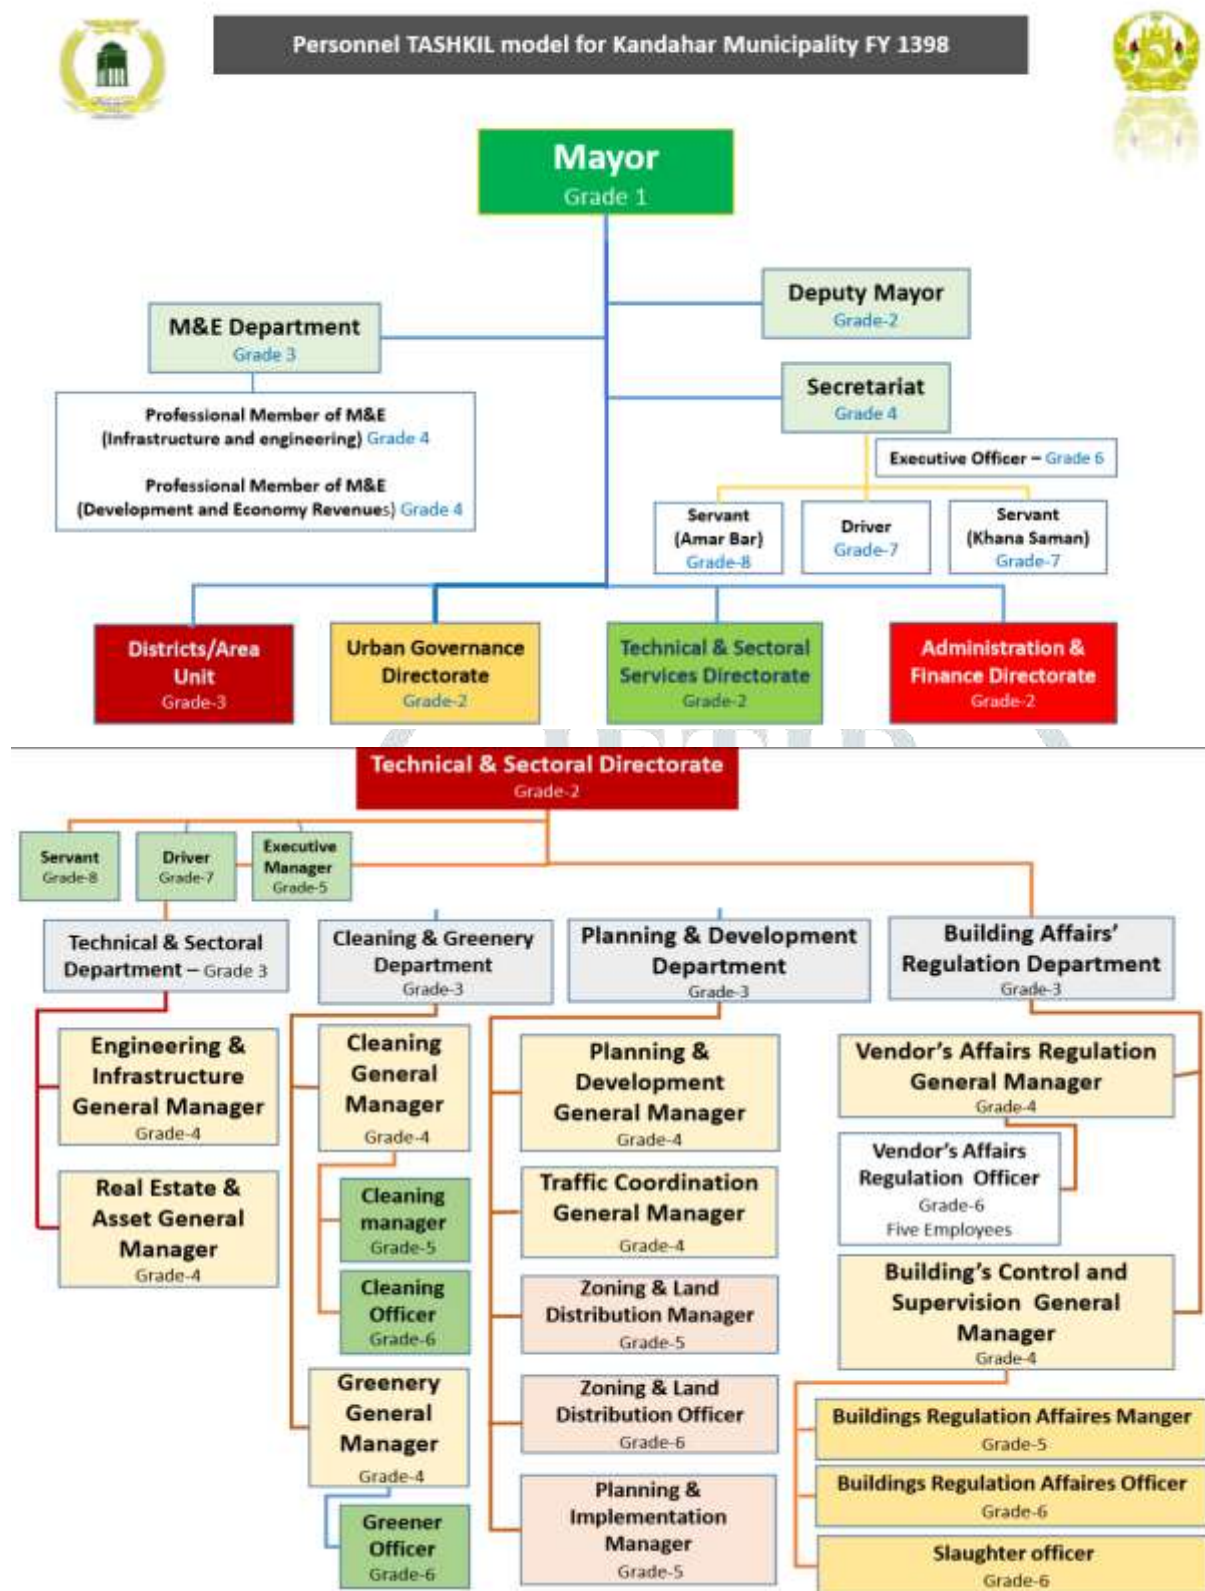 Personnel TASHKIL model for Kandahar Municipality FY 1398
Mayor
Grade 1
Deputy Mayor
Grade-2
M&E Department
Grade 3
Secretariat
Grade 4
Professional Member of M&E
(Infrastructure and engineering) Grade 4
Professional Member of M&E
(Development and Economy Revenues) Grade 4
Executive Officer – Grade 6
Servant
(Amar Bar)
Grade-8
Driver
Grade-7
Servant
(Khana Saman)
Grade-7
Districts/Area
Unit
Grade-3
Urban Governance
Directorate
Grade-2
Technical & Sectoral
Services Directorate
Grade-2
Administration &
Finance Directorate
Grade-2
Technical & Sectoral Directorate
Grade-2
Servant
Grade-8
Driver
Grade-7
Executive
Manager
Grade-5
Technical & Sectoral
Department – Grade 3
Cleaning & Greenery
Department
Grade-3
Planning & Development
Department
Grade-3
Building Affairs'
Regulation Department
Grade-3
Engineering &
Infrastructure
General Manager
Grade-4
Real Estate &
Asset General
Manager
Grade-4
Cleaning
General
Manager
Grade-4
Cleaning
manager
Grade-5
Cleaning
Officer
Grade-6
Greenery
General
Manager
Grade-4
Greener
Officer
Grade-6
Planning &
Development
General Manager
Grade-4
Traffic Coordination
General Manager
Grade-4
Zoning & Land
Distribution Manager
Grade-5
Zoning & Land
Distribution Officer
Grade-6
Planning &
Implementation
Manager
Grade-5
Vendor's Affairs Regulation
General Manager
Grade-4
Vendor's Affairs
Regulation Officer
Grade-6
Five Employees
Building's Control and
Supervision General
Manager
Grade-4
Buildings Regulation Affaires Manger
Grade-5
Buildings Regulation Affaires Officer
Grade-6
Slaughter officer
Grade-6